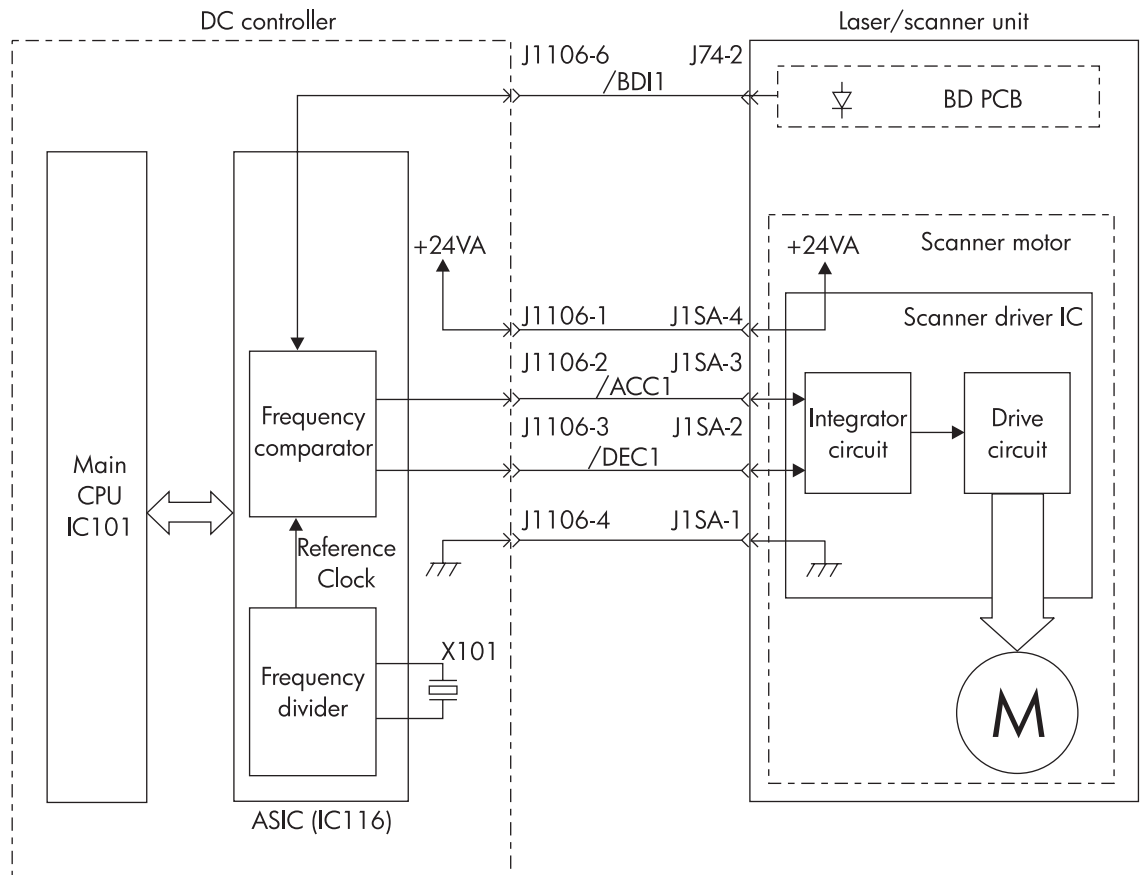 DC controller
Laser/scanner unit
J1106-6
J74-2
/BDI1
BD PCB
+24VA
+24VA
Scanner motor
J1106-1
J1SA-4
Scanner driver IC
J1106-2
J1SA-3
/ACC1
Frequency
comparator
Integrator
circuit
Drive
circuit
J1106-3
J1SA-2
/DEC1
Main
CPU
IC101
J1106-4
J1SA-1
Reference
Clock
X101
Frequency
divider
M
ASIC (IC116)